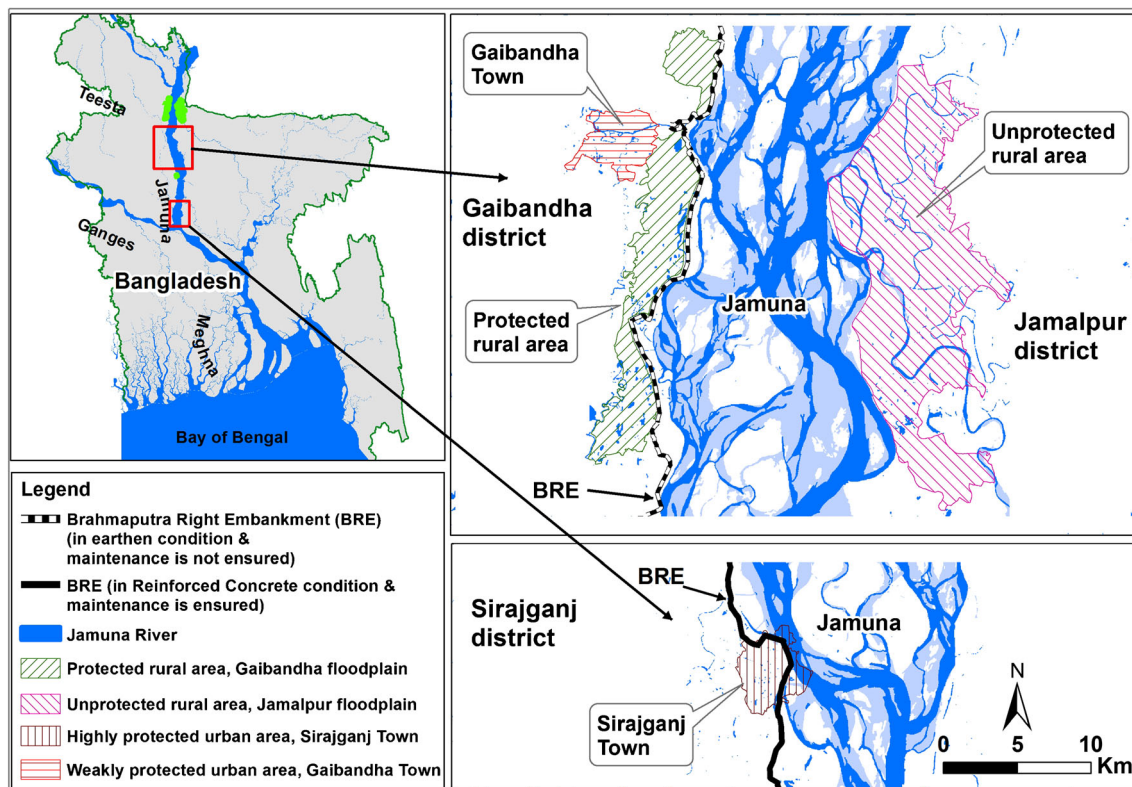 Teesta
Jamuna
Ganges
Bangladesh
Meghna
Bay of Bengal
Gaibandha
Town
Unprotected
rural area
Gaibandha
district
Protected
rural area
Jamuna
Jamalpur
district
BRE
Legend
Brahmaputra Right Embankment (BRE)
(in earthen condition &
maintenance is not ensured)
BRE (in Reinforced Concrete condition &
maintenance is ensured)
Jamuna River
Protected rural area, Gaibandha floodplain
Unprotected rural area, Jamalpur floodplain
Highly protected urban area, Sirajganj Town
Weakly protected urban area, Gaibandha Town
BRE
Sirajganj
district
Jamuna
Sirajganj
Town
N
0 5 10
Km